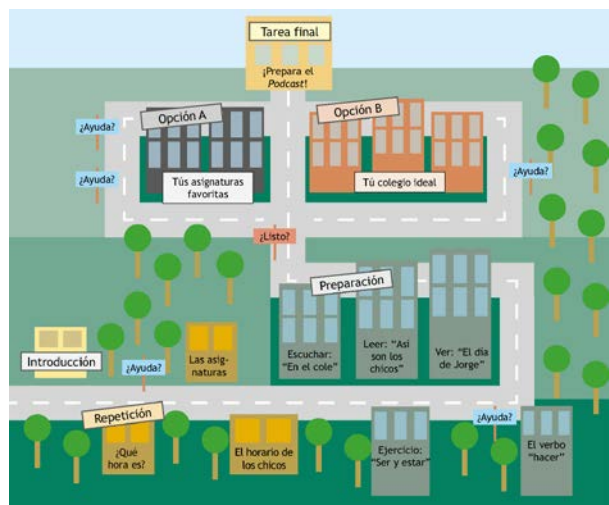 Tarea final
¡Prepara el
Podcast!
Opción A
Opción B
¿Ayuda?
¿Ayuda?
¿Ayuda?
Tús asignaturas
favoritas
Tú colegio ideal
¿Listo?
Preparación
Escuchar:
"En el cole"
Leer: "Así
son los
chicos"
Ver: "El día
de Jorge"
Introducción
Las asig-
naturas
¿Ayuda?
Repetición
¿Qué
hora es?
El horario de
los chicos
Ejercicio:
"Ser y estar"
¿Ayuda?
El verbo
"hacer"